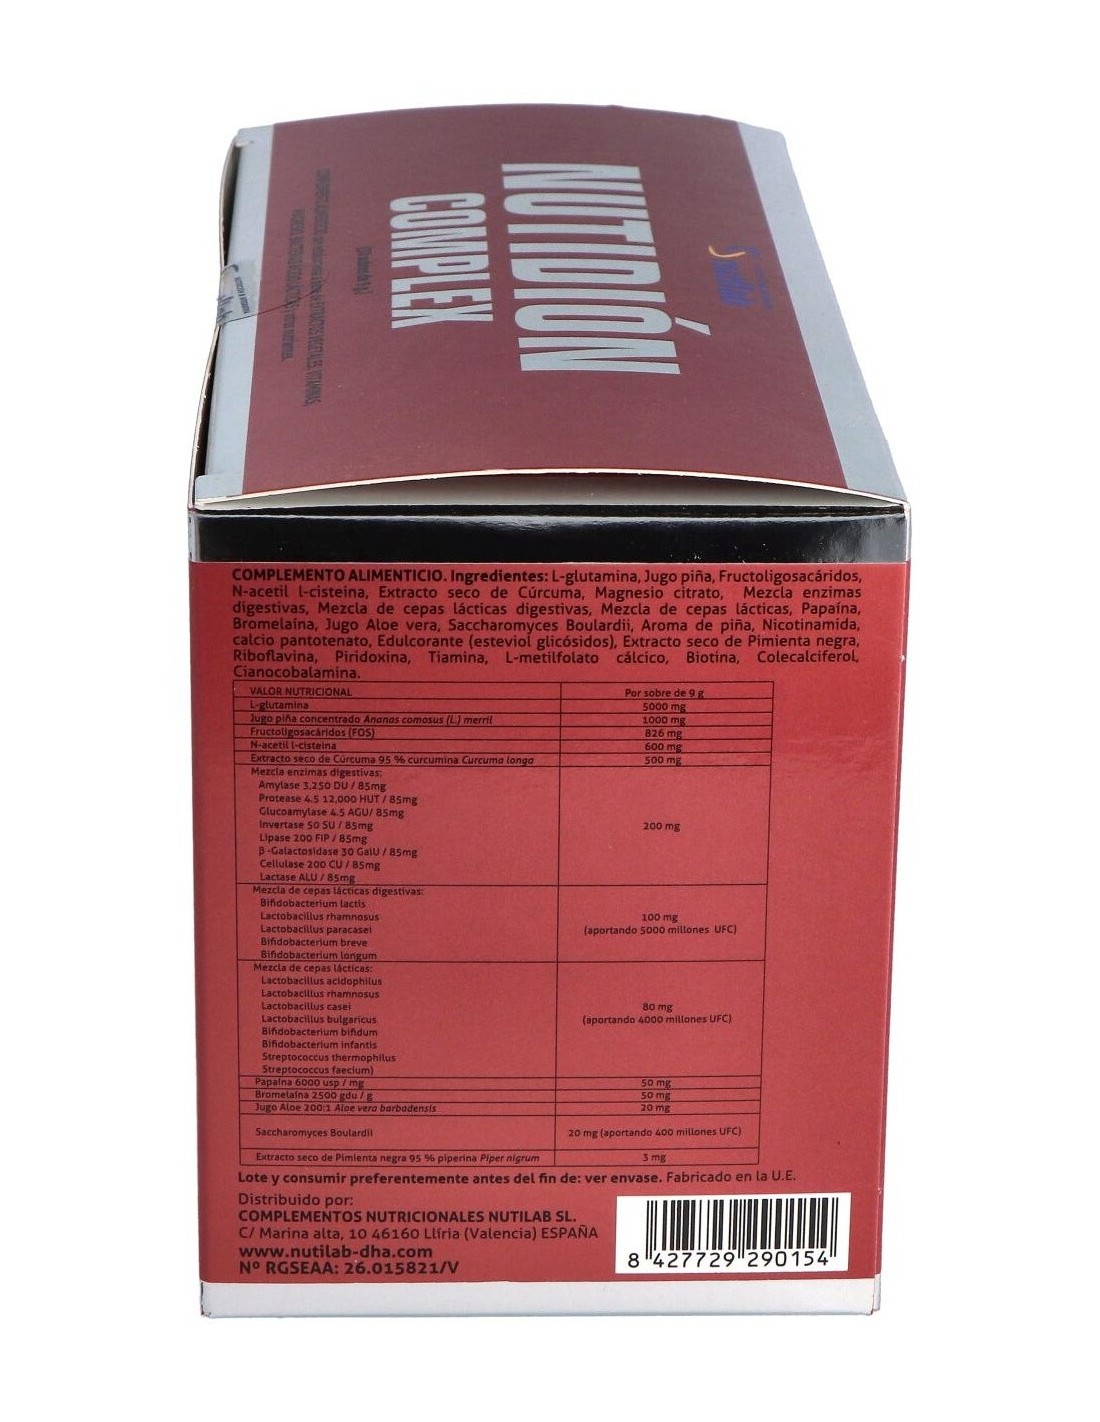 nutilab
NUTIDIÓN
COMPLEX
COMPLEMENTO ALIMENTICIO. Ingredientes: L-glutamina, Jugo piña, Fructoligosacáridos,
N-acetil l-cisteina, Extracto seco de Cúrcuma, Magnesio citrato, Mezcla enzimas
digestivas, Mezcla de cepas lácticas digestivas, Mezcla de cepas lácticas, Papaína,
Bromelaína, Jugo Aloe vera, Saccharomyces Boulardii, Aroma de piña, Nicotinamida,
calcio pantotenato, Edulcorante (esteviol glicósidos), Extracto seco de Pimienta negra,
Riboflavina, Piridoxina, Tiamina, L-metilfolato cálcico, Biotina, Colecalciferol,
Cianocobalamina.
VALOR NUTRICIONAL Por sobre de 9 g
L-glutamina 5000 mg
Jugo piña concentrado Ananas comosus (L.) merril 1000 mg
Fructoligosacáridos (FOS) 826 mg
N-acetil l-cisteina 600 mg
Extracto seco de Cúrcuma 95 % curcumina Curcuma longa 500 mg
Mezcla enzimas digestivas:
Amylase 3,250 DU / 85mg
Protease 4.5 12,000 HUT / 85mg
Glucoamylase 4.5 AGU/ 85mg
Invertase 50 SU / 85mg 200 mg
Lipase 200 FIP / 85mg
β-Galactosidase 30 GalU / 85mg
Cellulase 200 CU / 85mg
Lactase ALU / 85mg
Mezcla de cepas lácticas digestivas:
Bifidobacterium lactis
Lactobacillus rhamnosus 100 mg
Lactobacillus paracasei (aportando 5000 millones UFC)
Bifidobacterium breve
Bifidobacterium longum
Mezcla de cepas lácticas:
Lactobacillus acidophilus
Lactobacillus rhamnosus
Lactobacillus casei 80 mg
Lactobacillus bulgaricus (aportando 4000 millones UFC)
Bifidobacterium bifidum
Bifidobacterium infantis
Streptococcus thermophilus
Streptococcus faecium)
Papaína 6000 usp / mg 50 mg
Bromelaína 2500 gdu / g 50 mg
Jugo Aloe 200:1 Aloe vera barbadensis 20 mg
Saccharomyces Boulardii 20 mg (aportando 400 millones UFC)
Extracto seco de Pimienta negra 95 % piperina Piper nigrum 3 mg
Lote y consumir preferentemente antes del fin de: ver envase. Fabricado en la U.E.
Distribuido por:
COMPLEMENTOS NUTRICIONALES NUTILAB SL.
C/ Marina alta, 10 46160 Llíria (Valencia) ESPAÑA
www.nutilab-dha.com
Nº RGSEAA: 26.015821/V
8 427729 290154